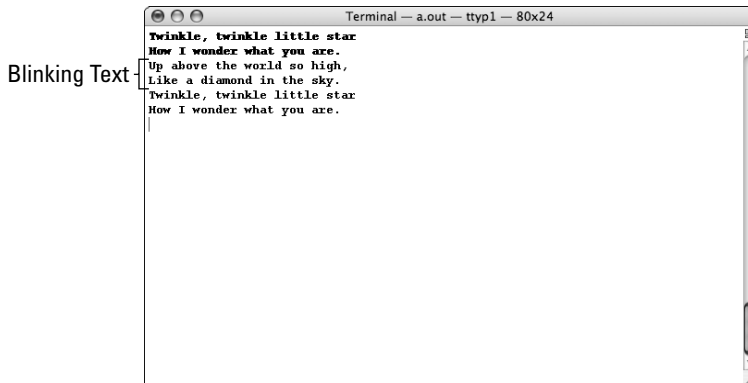 Terminal — a.out — ttyp1 — 80x24
Twinkle, twinkle little star
How I wonder what you are.
Up above the world so high,
Like a diamond in the sky.
Twinkle, twinkle little star
How I wonder what you are.
Blinking Text